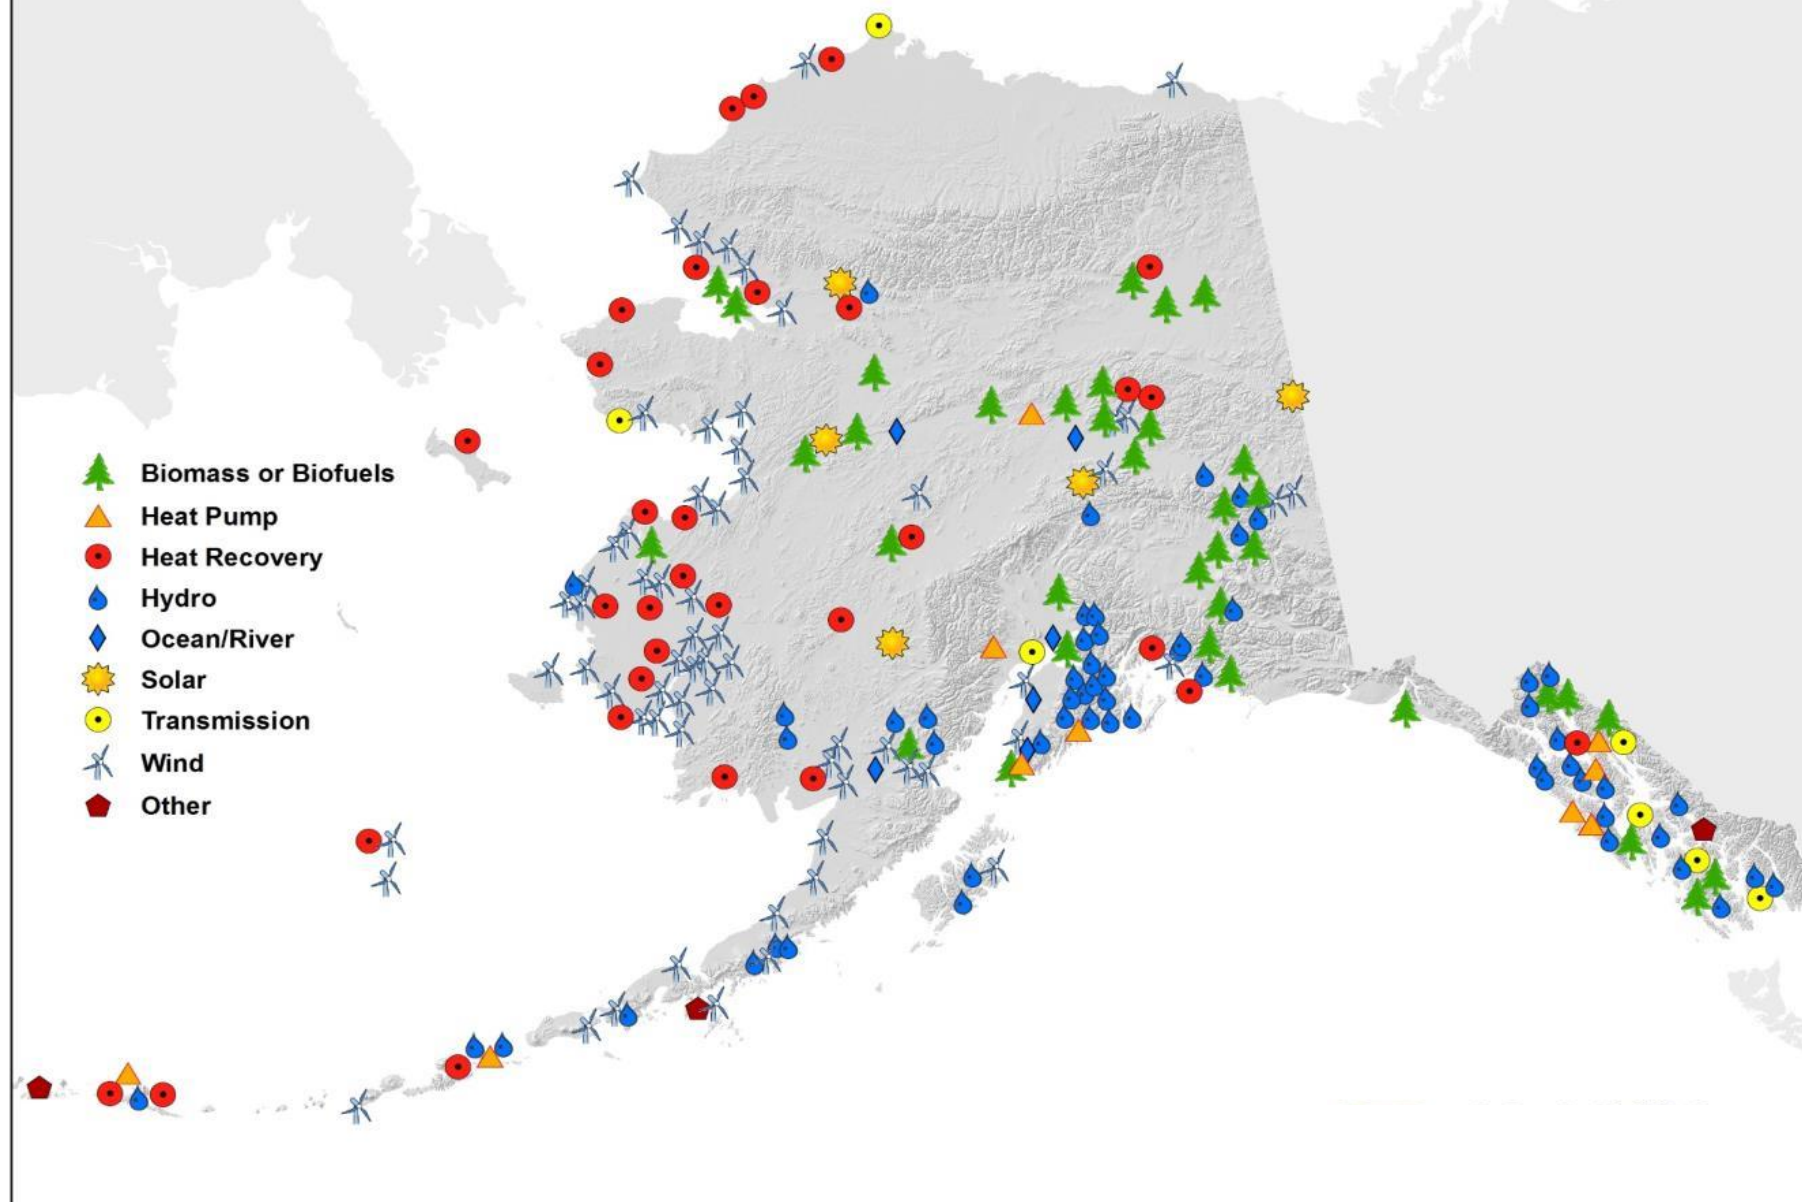 Biomass or Biofuels
Heat Pump
Heat Recovery
Hydro
Ocean/River
Solar
Transmission
Wind
Other